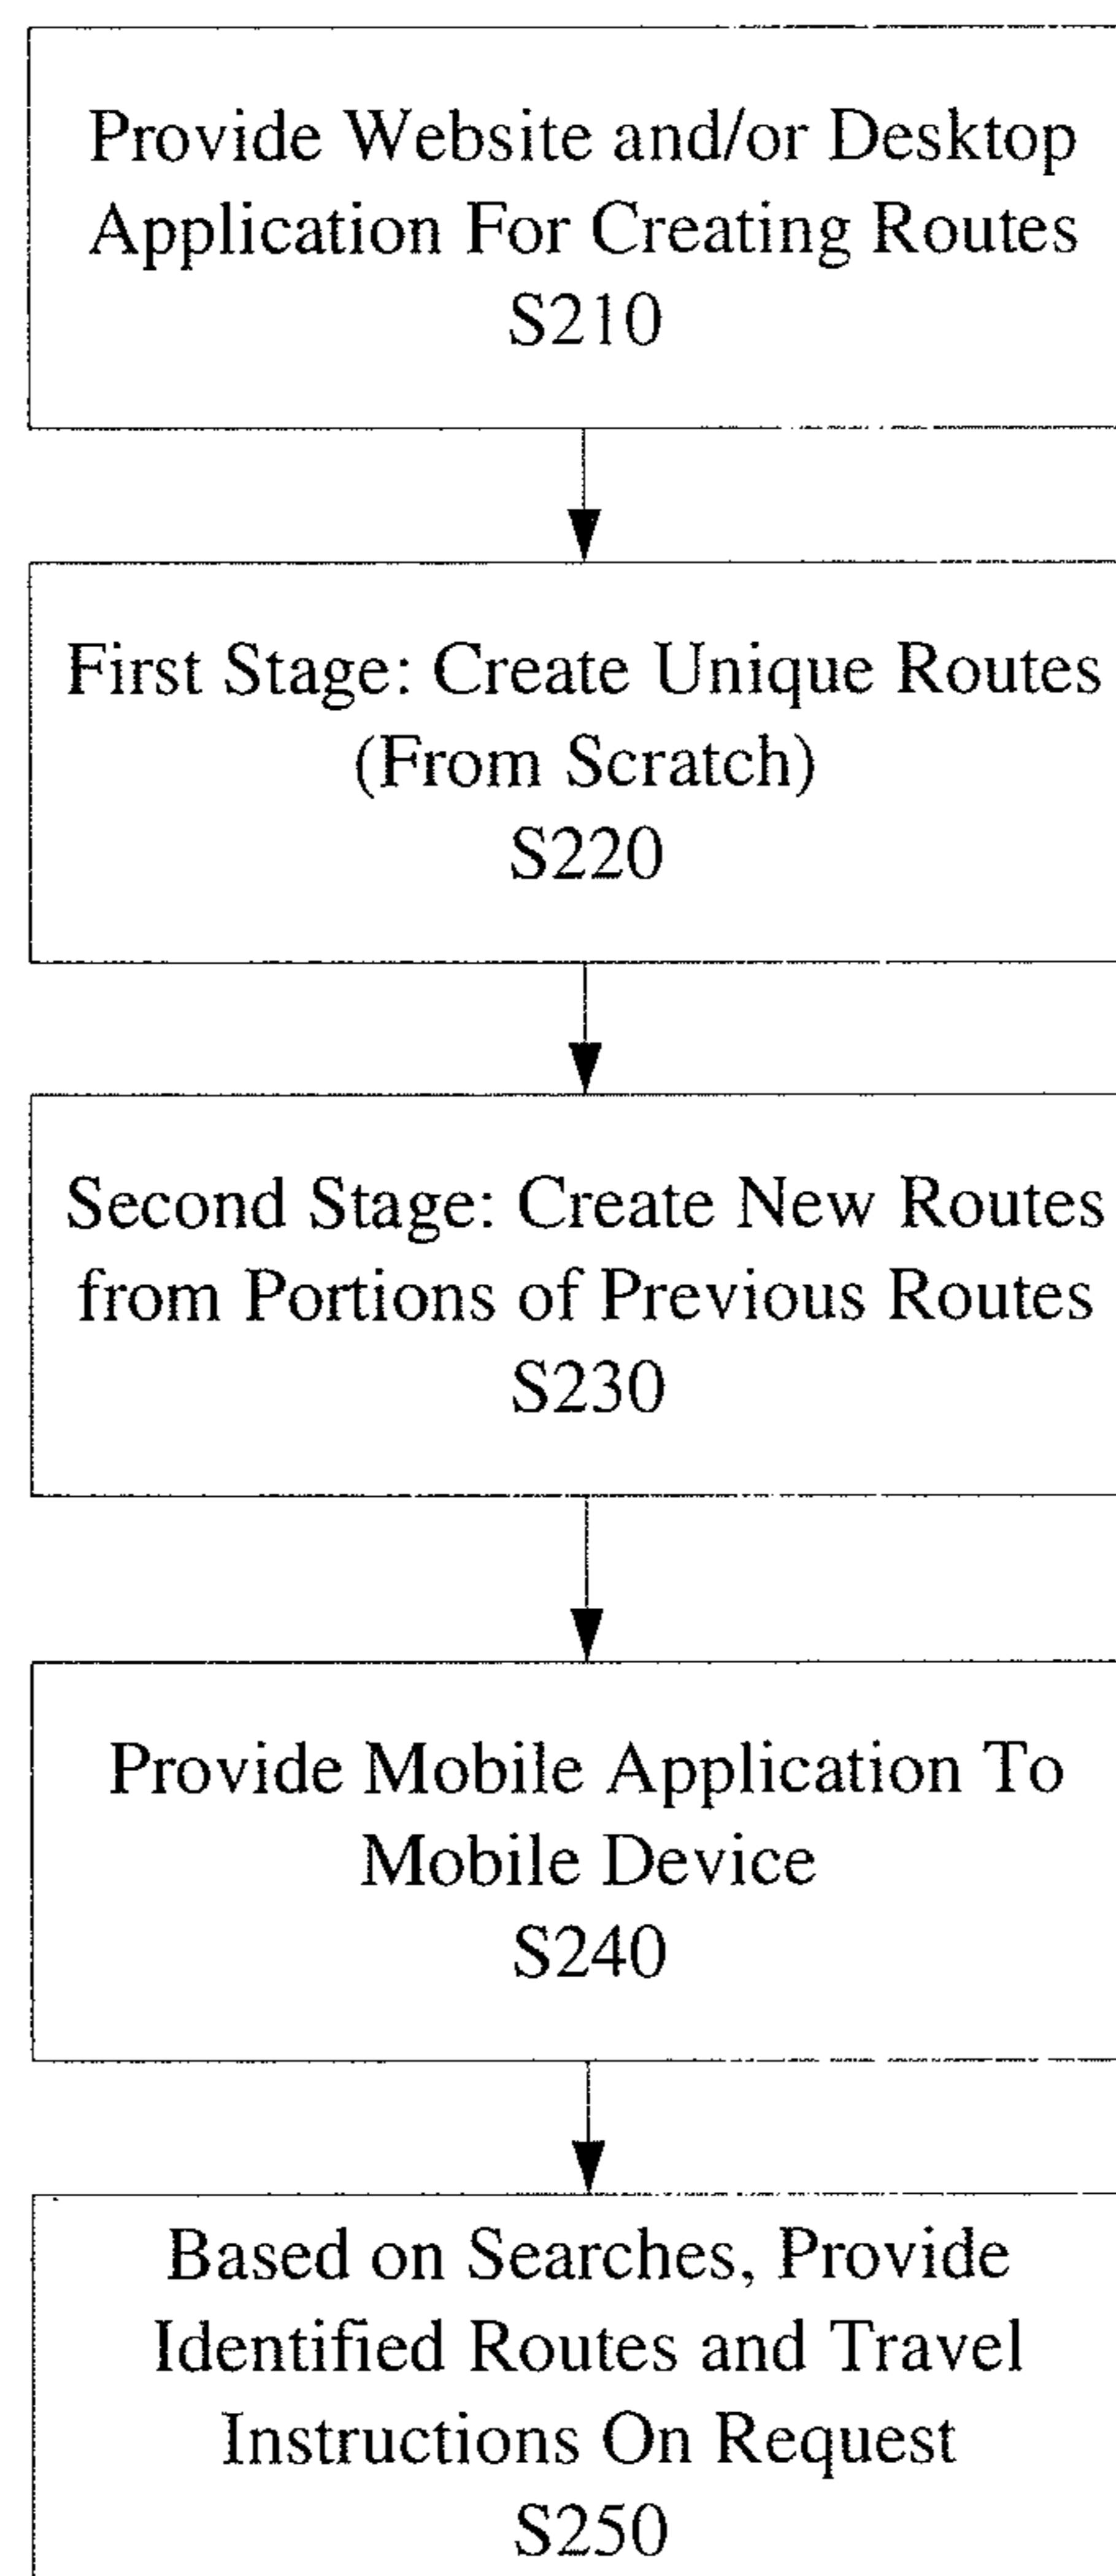 Provide Website and/or Desktop
Application For Creating Routes
S210
First Stage: Create Unique Routes
(From Scratch)
S220
Second Stage: Create New Routes
from Portions of Previous Routes
S230
Provide Mobile Application To
Mobile Device
S240
Based on Searches, Provide
Identified Routes and Travel
Instructions On Request
S250